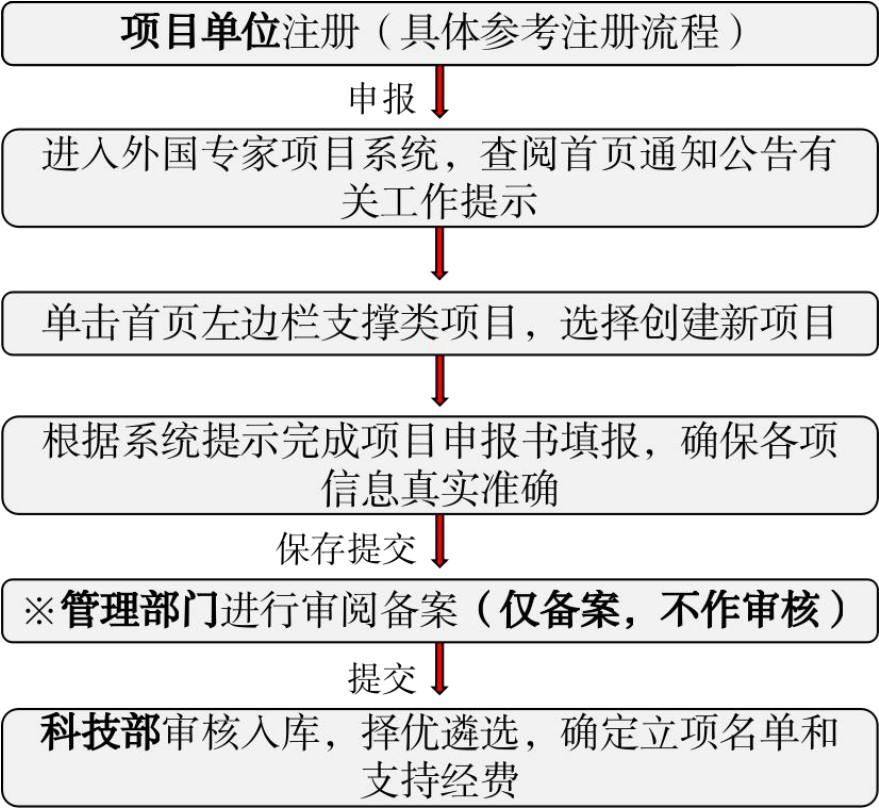 项目单位注册（具体参考注册流程）
申报
进入外国专家项目系统，查阅首页通知公告有
关工作提示
单击首页左边栏支撑类项目，选择创建新项目
根据系统提示完成项目申报书填报，确保各项
信息真实准确
保存提交
※管理部门进行审阅备案（仅备案，不作审核）
提交
科技部审核入库，择优遴选，确定立项名单和
支持经费